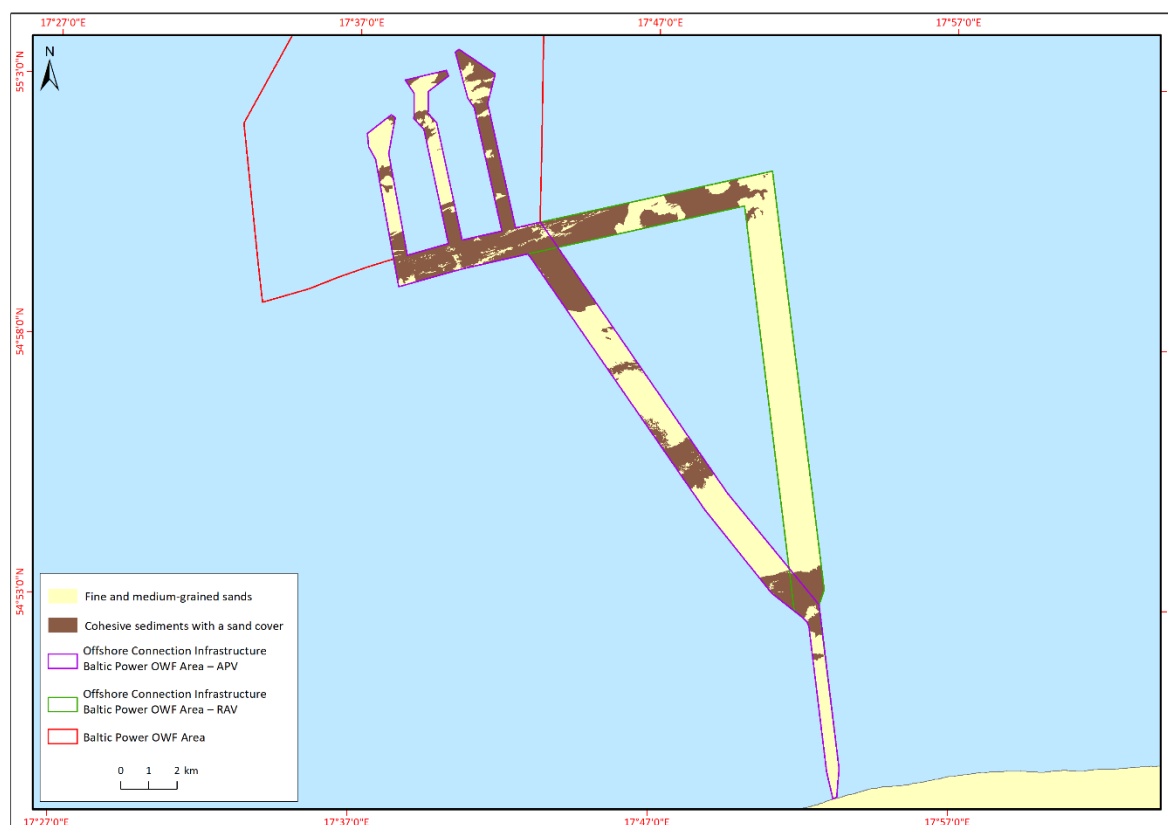 17°27'0"E 17°37'0"E 17°47'0"E 17°57'0"E
N
55°3'0"N
54°58'0"N
54°53'0"N
Fine and medium-grained sands
Cohesive sediments with a sand cover
Offshore Connection Infrastructure
Baltic Power OWF Area – APV
Offshore Connection Infrastructure
Baltic Power OWF Area – RAV
Baltic Power OWF Area
0 1 2 km
17°27'0"E 17°37'0"E 17°47'0"E 17°57'0"E